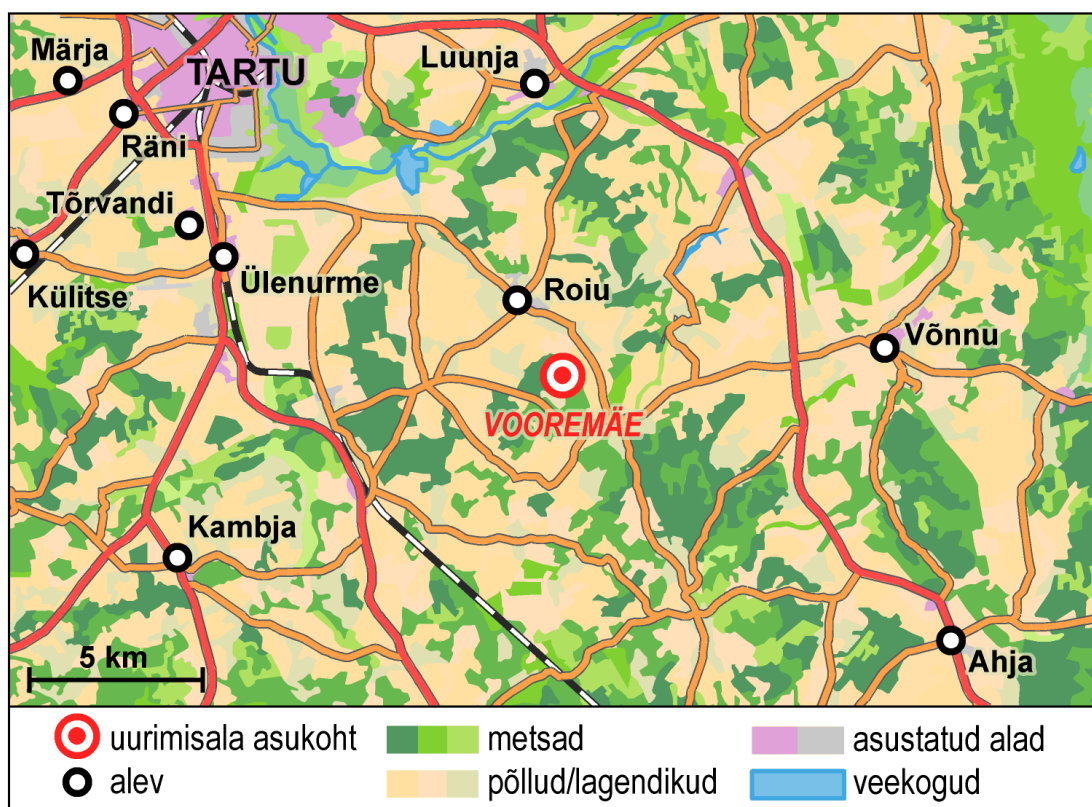 Märja
TARTU
Luunja
Räni
Tõrvandi
Külitse
Ülenurme
Roiu
Võnnu
VOOREMÄE
Kambja
Ahja
5 km
uurimisala asukoht
metsad
asustatud alad
alev
põllud/lagendikud
veekogud